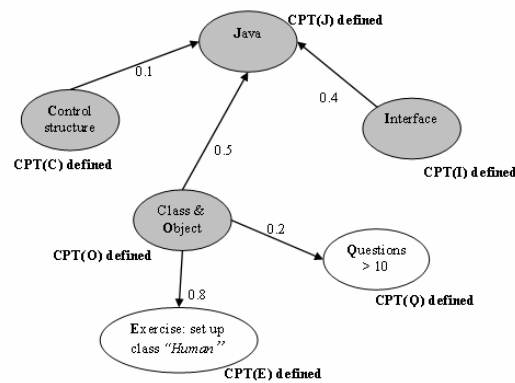 Java
CPT(J) defined
0.1
0.4
Control
structure
CPT(C) defined
Interface
CPT(I) defined
0.5
Class &
Object
CPT(O) defined
0.2
Questions
> 10
CPT(Q) defined
0.8
Exercise: set up
class “Human”
CPT(E) defined